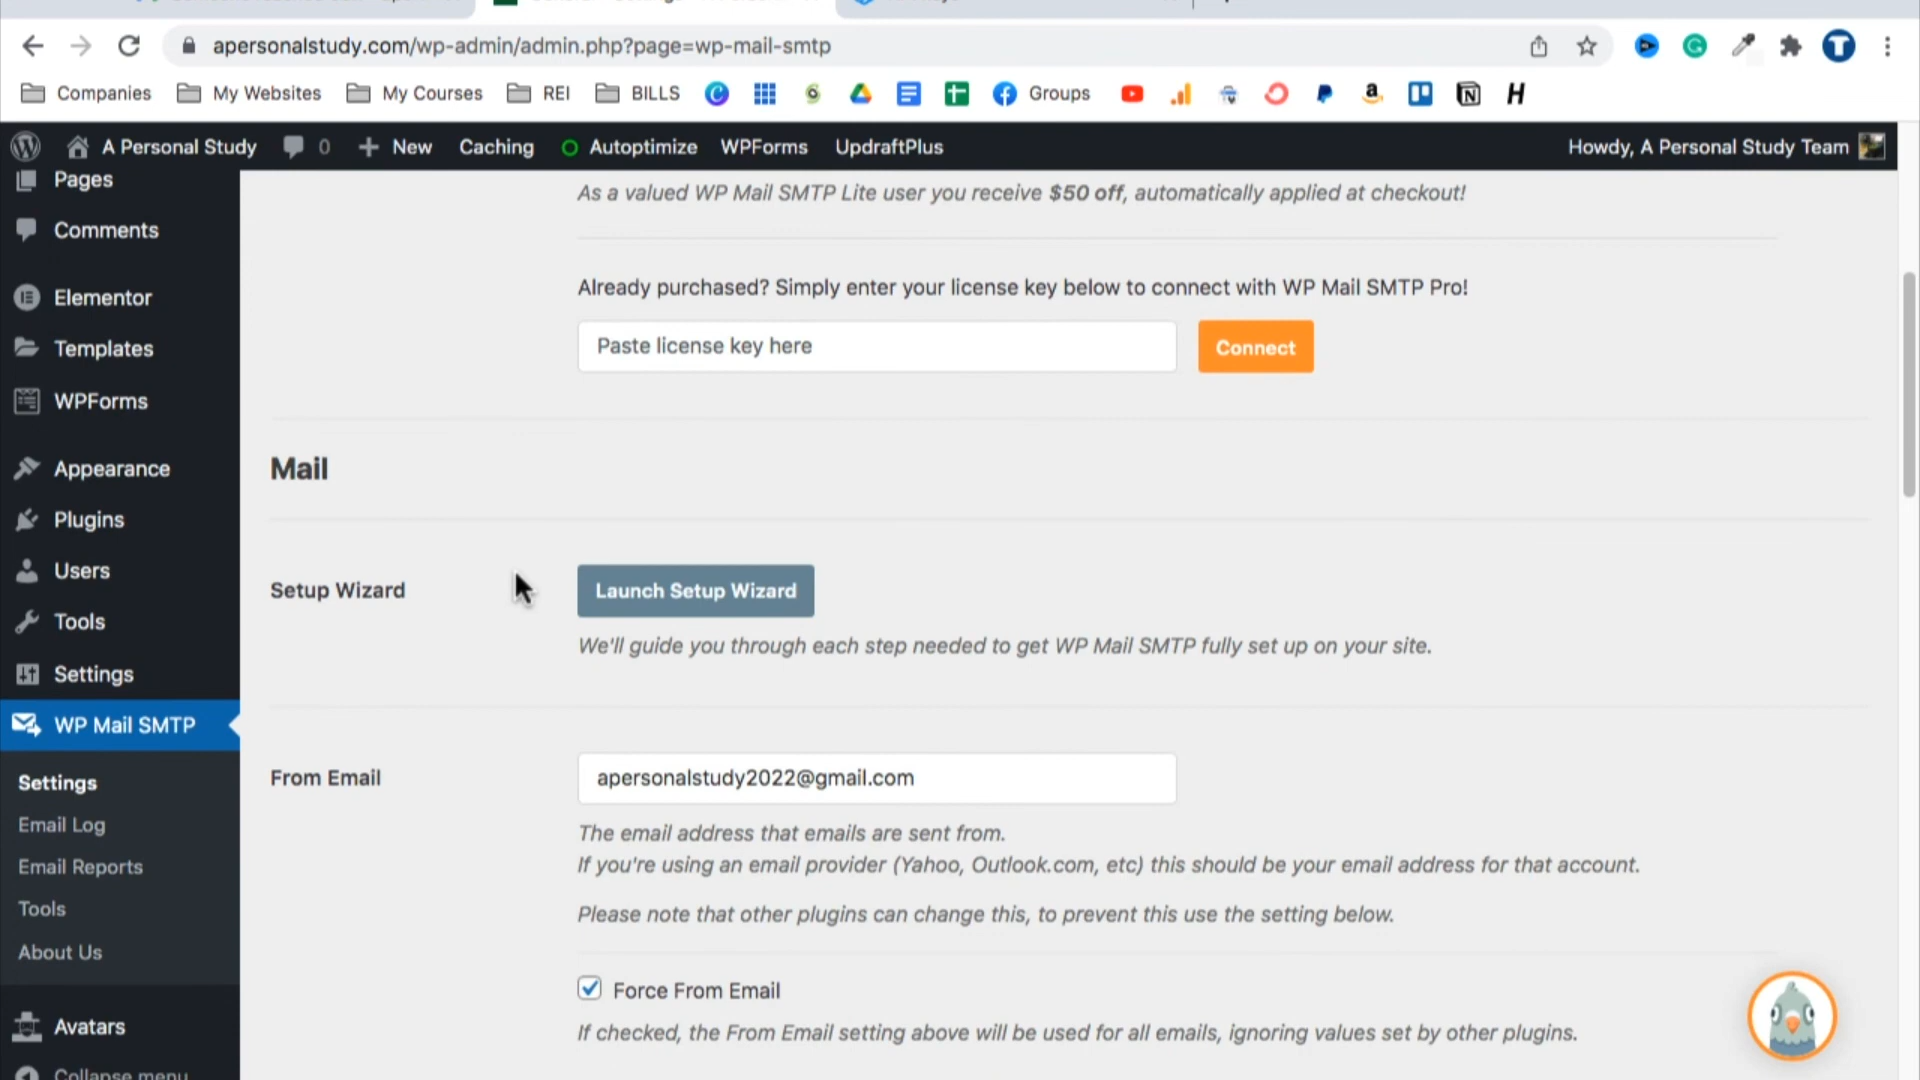 apersonalstudy.com/wp-admin/admin.php?page=wp-mail-smtp
Companies My Websites My Courses REI BILLS Groups
A Personal Study 0 New Caching Autoptimize WPForms UpdraftPlus Howdy, A Personal Study Team
Pages
Comments
Elementor
Templates
WPForms
Appearance
Plugins
Users
Tools
Settings
WP Mail SMTP
Settings
Email Log
Email Reports
Tools
About Us
Avatars
Collapse menu
As a valued WP Mail SMTP Lite user you receive $50 off, automatically applied at checkout!
Already purchased? Simply enter your license key below to connect with WP Mail SMTP Pro!
Paste license key here Connect
Mail
Setup Wizard Launch Setup Wizard
We'll guide you through each step needed to get WP Mail SMTP fully set up on your site.
From Email apersonalstudy2022@gmail.com
The email address that emails are sent from.
If you're using an email provider (Yahoo, Outlook.com, etc) this should be your email address for that account.
Please note that other plugins can change this, to prevent this use the setting below.
Force From Email
If checked, the From Email setting above will be used for all emails, ignoring values set by other plugins.